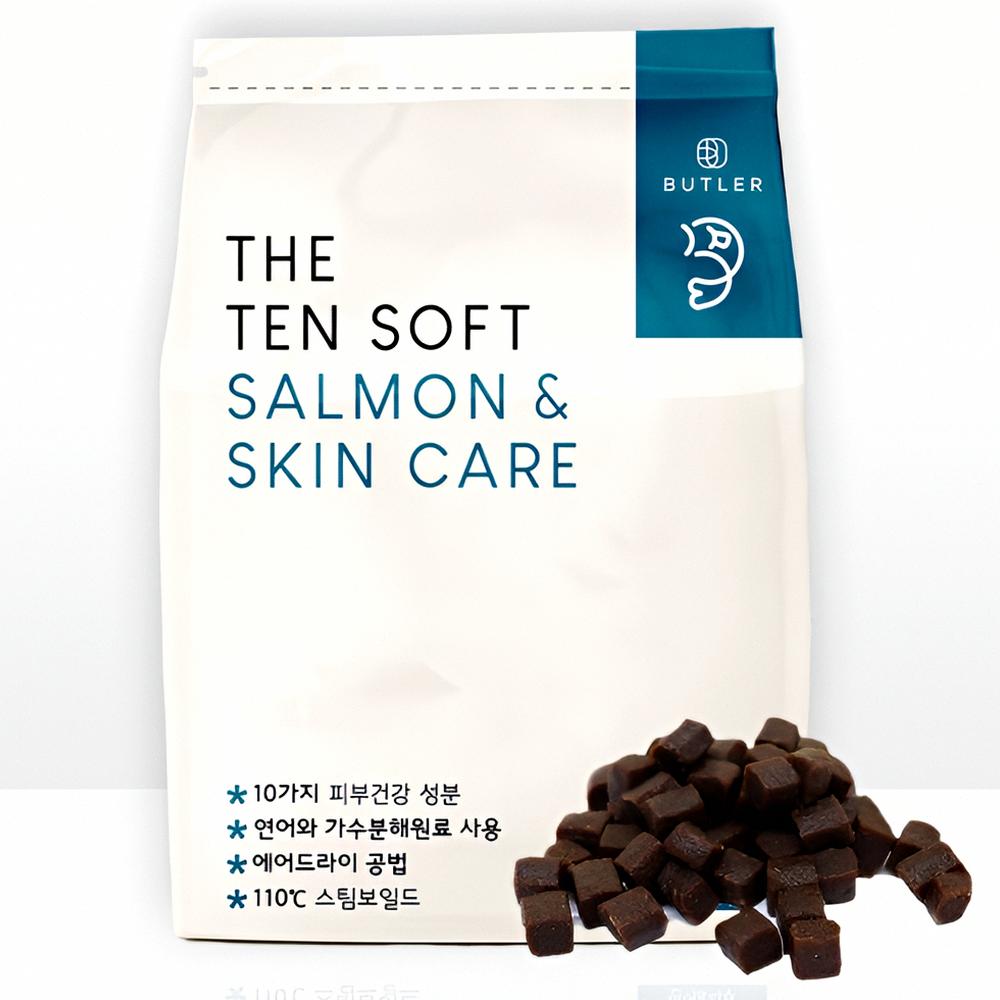 BUTLER
THE
TEN SOFT
SALMON &
SKIN CARE
*10가지 피부건강 성분
*연어와 가수분해원료 사용
*에어드라이 공법
*110℃ 스팀보일드